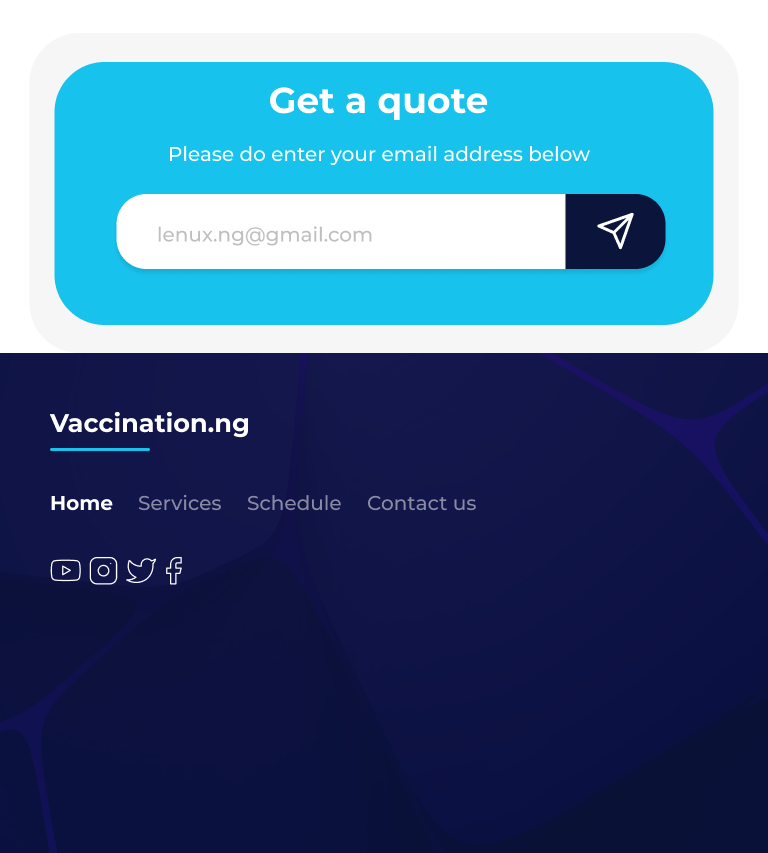 Get a quote
Please do enter your email address below
lenux.ng@gmail.com
Vaccination.ng
Home Services Schedule Contact us